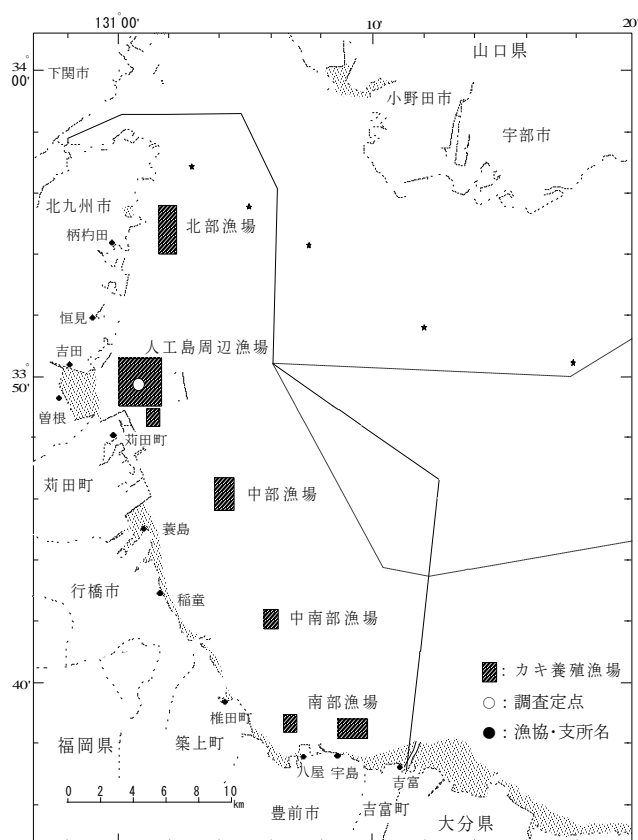 131° 00′
10′
20′
34° 00′
下関市
山口県
小野田市
宇部市
北九州市
北部漁場
柄杓田
恒見
人工島周辺漁場
吉田
50′
曽根
苅田町
苅田町
中部漁場
蓑島
行橋市
稲童
中南部漁場
カキ養殖漁場
40′
南部漁場
:調査定点
椎田町
:漁協・支所名
福岡県
築上町
八屋
宇島
吉富
0 2 4 6 8 10
km
豊前市
吉富町
大分県